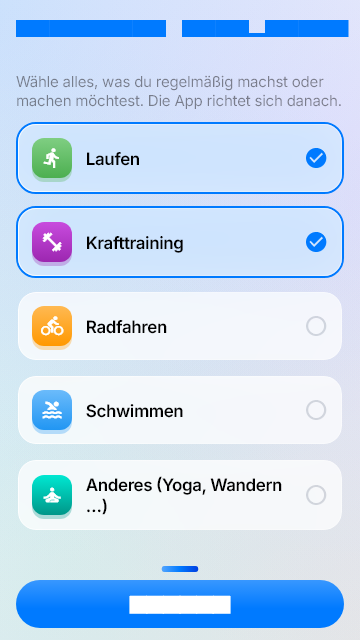 Wähle alles, was du regelmäßig machst oder
machen möchtest. Die App richtet sich danach.
Laufen
Krafttraining
Radfahren
Schwimmen
Anderes (Yoga, Wandern
...)